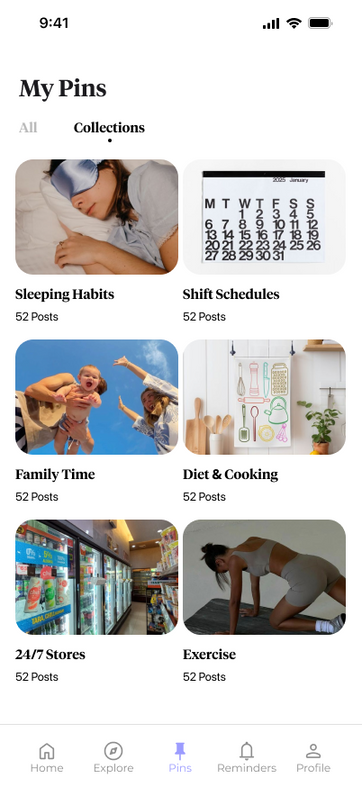 9:41
My Pins
All Collections
2025 January
M T W T F S S
1 2 3 4 5
6 7 8 9 10 11 12
13 14 15 16 17 18 19
20 21 22 23 24 25 26
27 28 29 30 31
Sleeping Habits Shift Schedules
52 Posts 52 Posts
Family Time Diet & Cooking
52 Posts 52 Posts
24/7 Stores Exercise
52 Posts 52 Posts
Home Explore Pins Reminders Profile